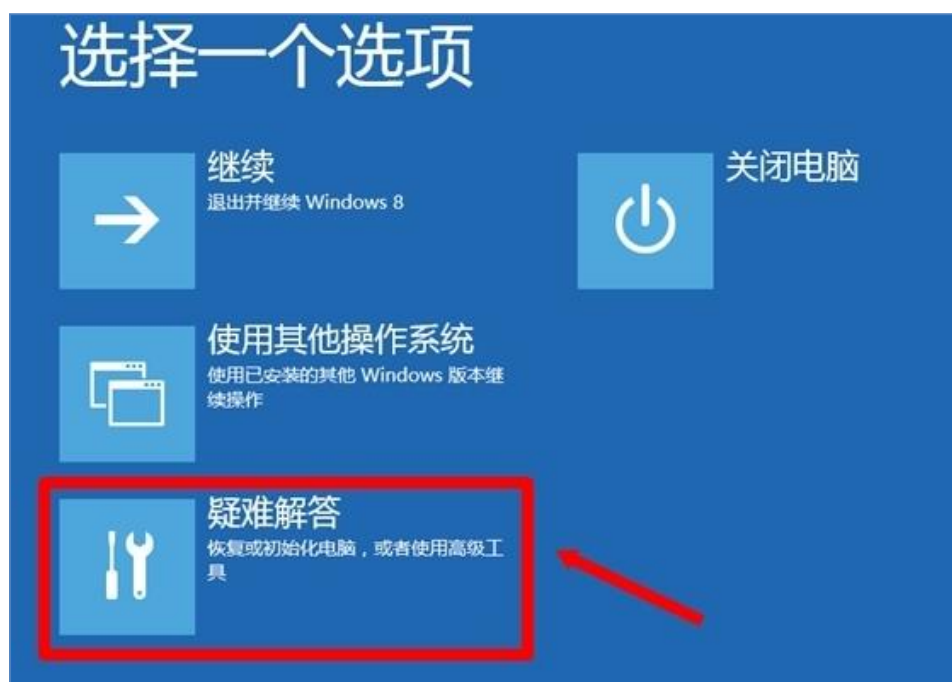 选择一个选项
继续
退出并继续 Windows 8
关闭电脑
使用其他操作系统
使用已安装的其他 Windows 版本继
续操作
疑难解答
恢复或初始化电脑，或者使用高级工
具